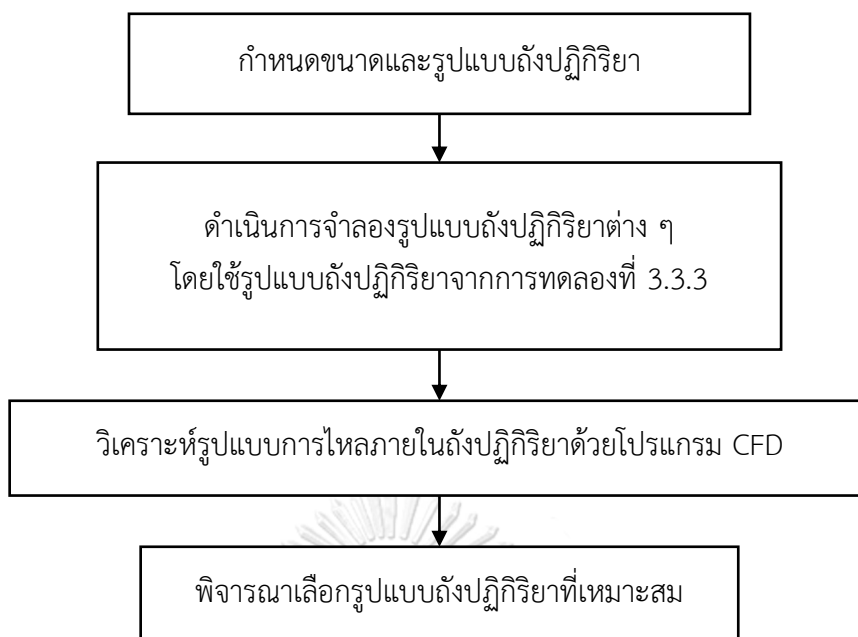 กำหนดขนาดและรูปแบบถังปฏิกิริยา
ดำเนินการจำลองรูปแบบถังปฏิกิริยาต่าง ๆ
โดยใช้รูปแบบถังปฏิกิริยาจากการทดลองที่ 3.3.3
วิเคราะห์รูปแบบการไหลภายในถังปฏิกิริยาด้วยโปรแกรม CFD
พิจารณาเลือกรูปแบบถังปฏิกิริยาที่เหมาะสม